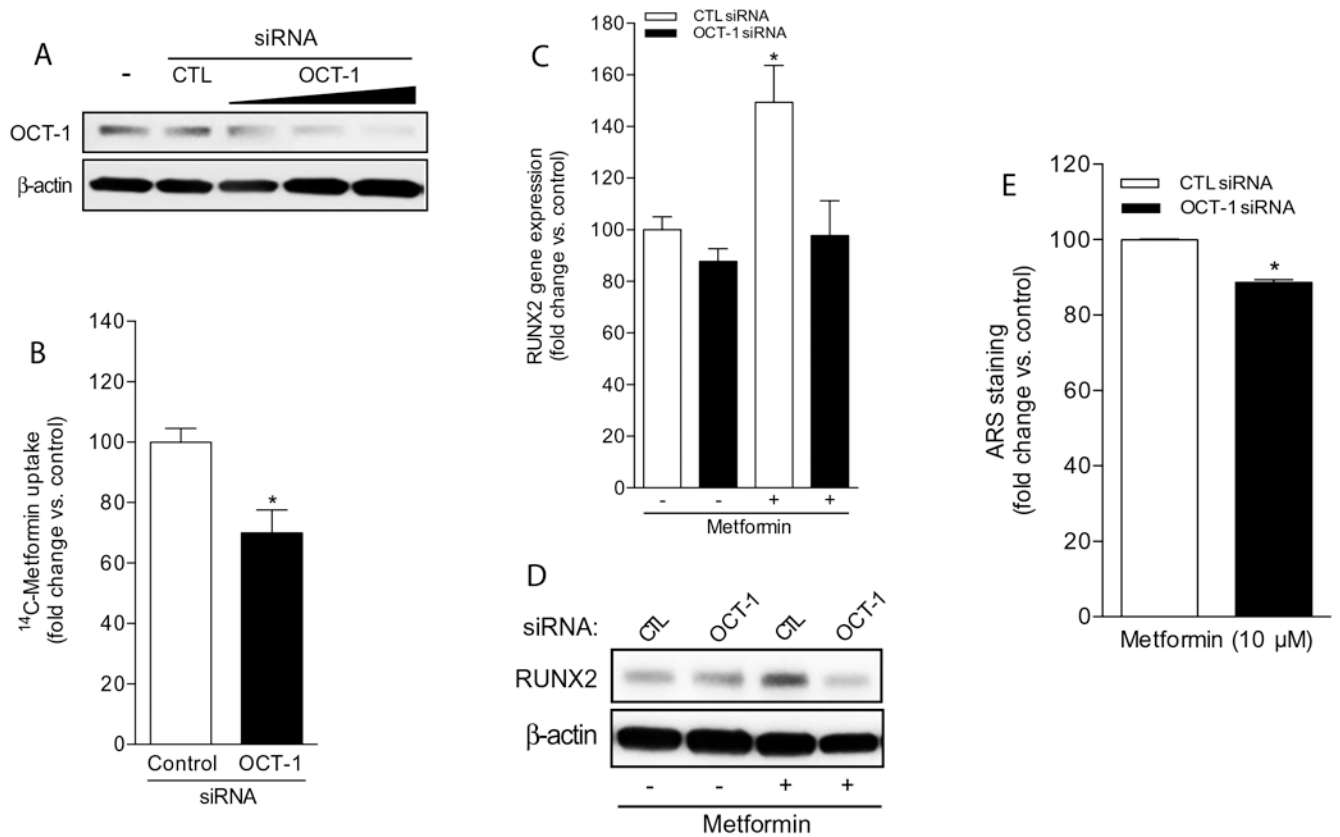 A
siRNA
- CTL OCT-1
OCT-1
β-actin
B
140
120
100
80
60
40
20
0
¹⁴C-Metformin uptake
(fold change vs. control)
*
Control OCT-1
siRNA
C
CTL siRNA
OCT-1 siRNA
180
160
140
120
100
80
60
40
20
0
RUNX2 gene expression
(fold change vs. control)
*
- - + +
Metformin
D
siRNA: CTL OCT-1 CTL OCT-1
RUNX2
β-actin
- - + +
Metformin
E
CTL siRNA
OCT-1 siRNA
120
100
80
60
40
20
0
ARS staining
(fold change vs. control)
*
Metformin (10 µM)